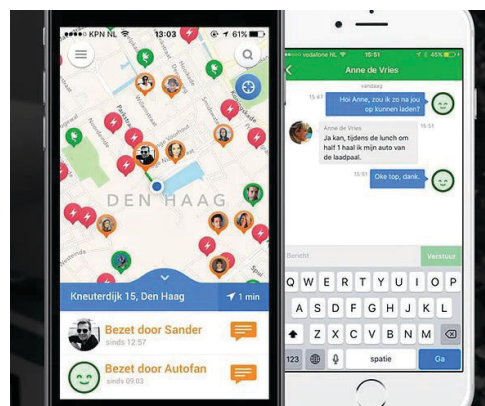 KPN NL 13:03 61%
DEN HAAG
Kneuterdijk 15, Den Haag 1 min
Bezet door Sander
sinds 12:57
Bezet door Autofan
sinds 09:03
vodafone NL 15:51 45%
Anne de Vries
vandaag
15:47
Hoi Anne, zou ik zo na jou
op kunnen laden?
Anne de Vries 15:51
Ja kan, tijdens de lunch om
half 1 haal ik mijn auto van
de laadpaal.
15:51 Oke top, dank.
Bericht Verstuur
Q W E R T Y U I O P
A S D F G H J K L
Z X C V B N M
123 spatie Ga